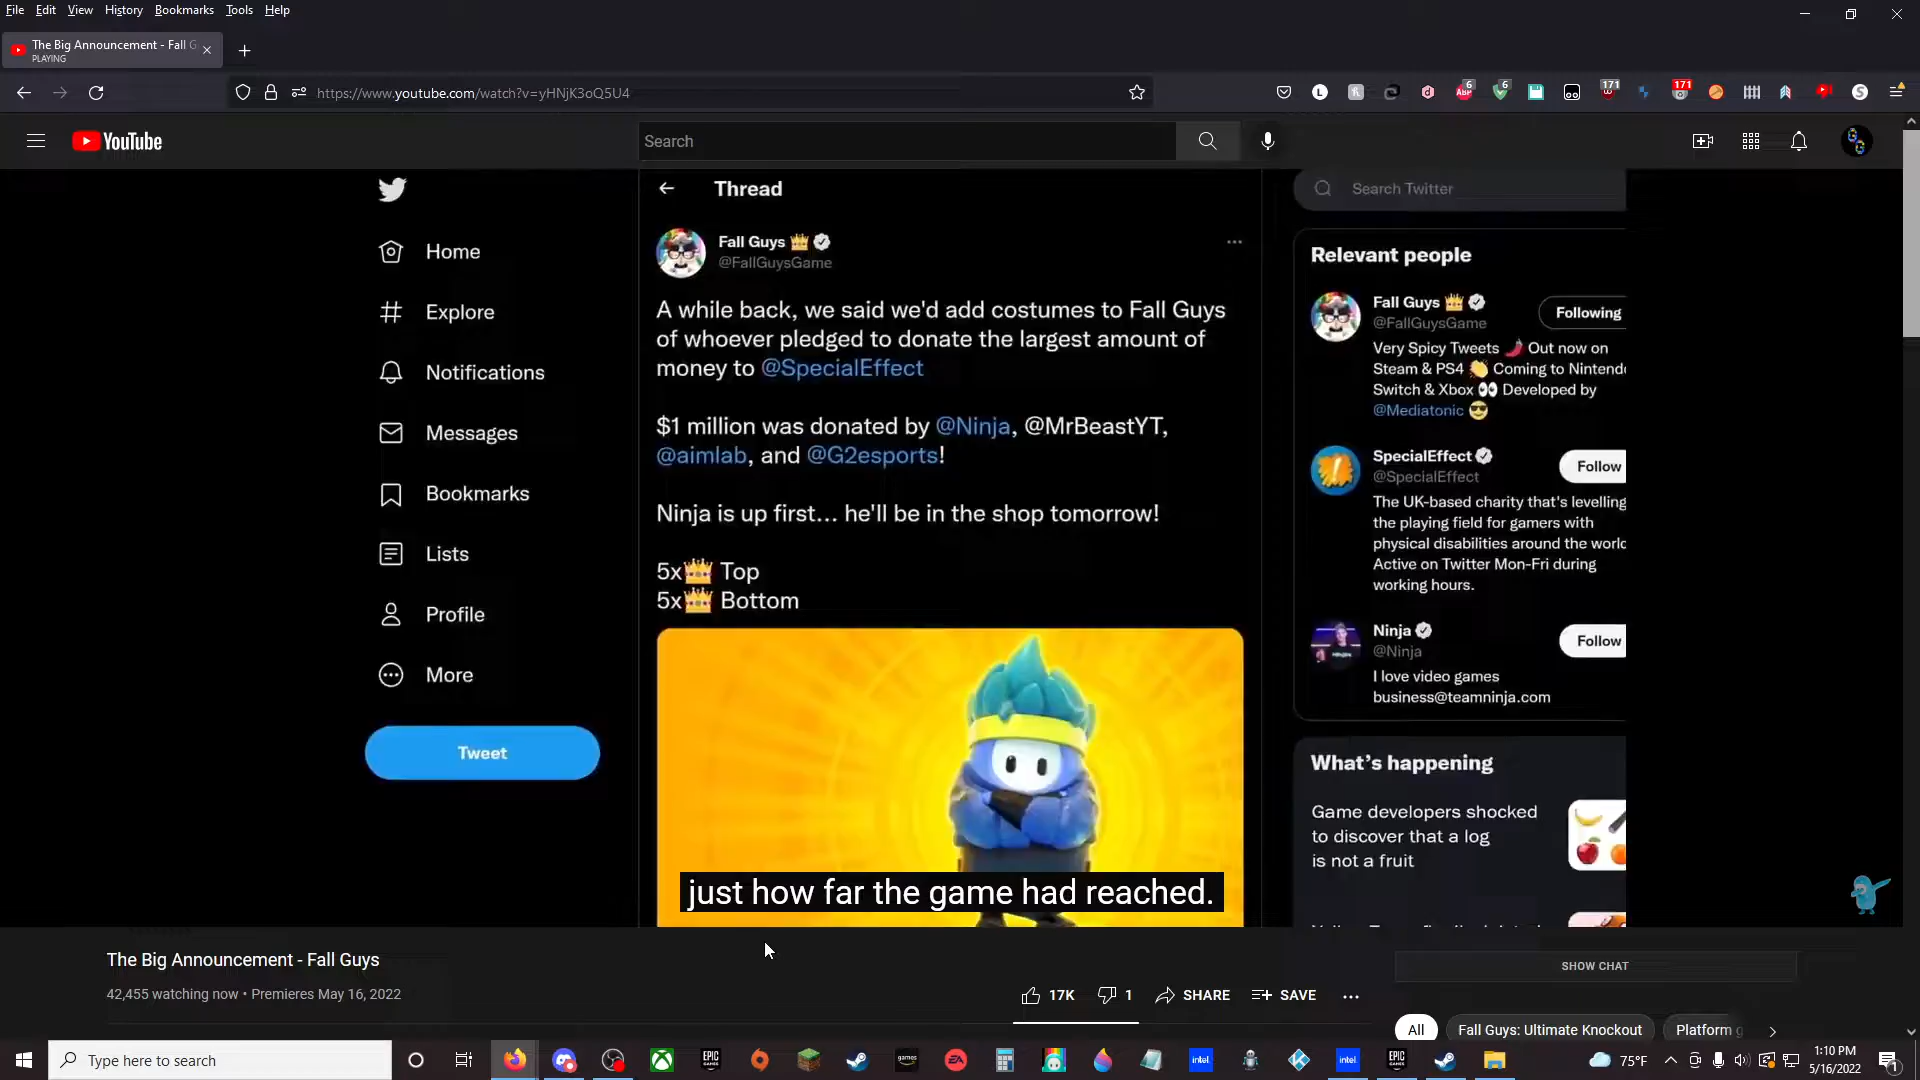 File Edit View History Bookmarks Tools Help
The Big Announcement - Fall G
PLAYING
https://www.youtube.com/watch?v=yHNjK3oQ5U4
6
6
171
171
YouTube
Search
Thread
Search Twitter
Home
Explore
Notifications
Messages
Bookmarks
Lists
Profile
More
Tweet
Fall Guys
@FallGuysGame
A while back, we said we'd add costumes to Fall Guys
of whoever pledged to donate the largest amount of
money to @SpecialEffect
$1 million was donated by @Ninja, @MrBeastYT,
@aimlab, and @G2esports!
Ninja is up first... he'll be in the shop tomorrow!
5x Top
5x Bottom
just how far the game had reached.
Relevant people
Fall Guys
@FallGuysGame
Following
Very Spicy Tweets Out now on
Steam & PS4 Coming to Nintend
Switch & Xbox Developed by
@Mediatonic
SpecialEffect
@SpecialEffect
Follow
The UK-based charity that's levelling
the playing field for gamers with
physical disabilities around the world
Active on Twitter Mon-Fri during
working hours.
Ninja
@Ninja
Follow
I love video games
business@teamninja.com
What's happening
Game developers shocked
to discover that a log
is not a fruit
The Big Announcement - Fall Guys
42,455 watching now • Premieres May 16, 2022
17K
1
SHARE
SAVE
SHOW CHAT
All
Fall Guys: Ultimate Knockout
Platform g
Type here to search
75°F
1:10 PM
5/16/2022
1